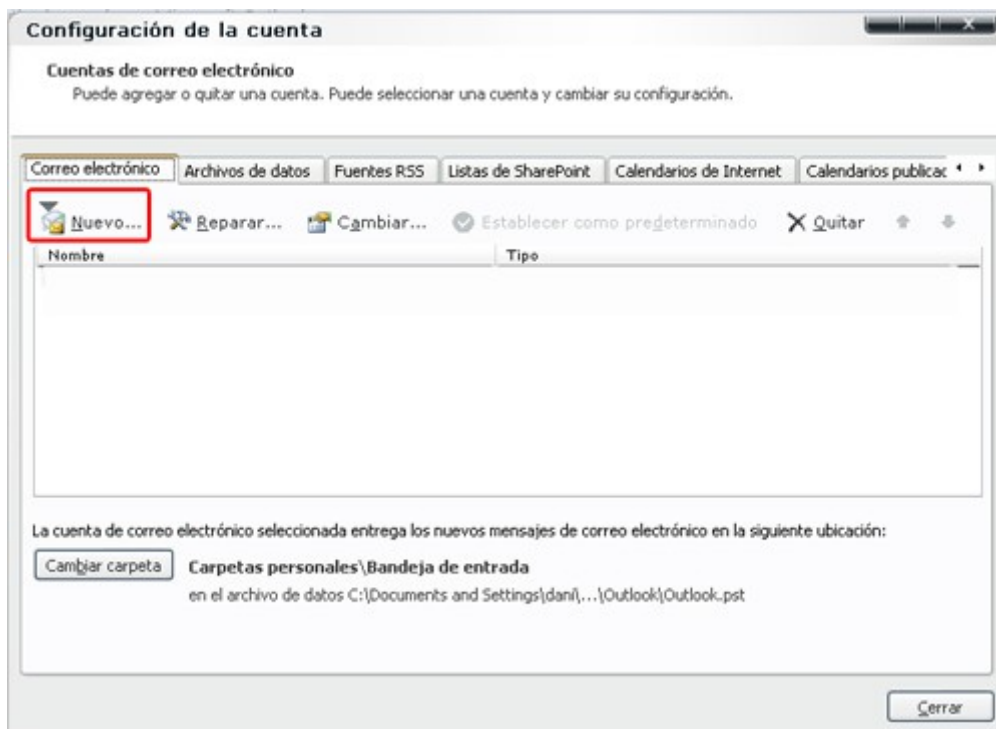 Configuración de la cuenta
Cuentas de correo electrónico
Puede agregar o quitar una cuenta. Puede seleccionar una cuenta y cambiar su configuración.
Correo electrónico Archivos de datos Fuentes RSS Listas de SharePoint Calendarios de Internet Calendarios publicac
Nuevo... Reparar... Cambiar... Establecer como predeterminado Quitar
Nombre Tipo
La cuenta de correo electrónico seleccionada entrega los nuevos mensajes de correo electrónico en la siguiente ubicación:
Cambiar carpeta Carpetas personales\Bandeja de entrada
en el archivo de datos C:\Documents and Settings\dani\...\Outlook\Outlook.pst
Cerrar